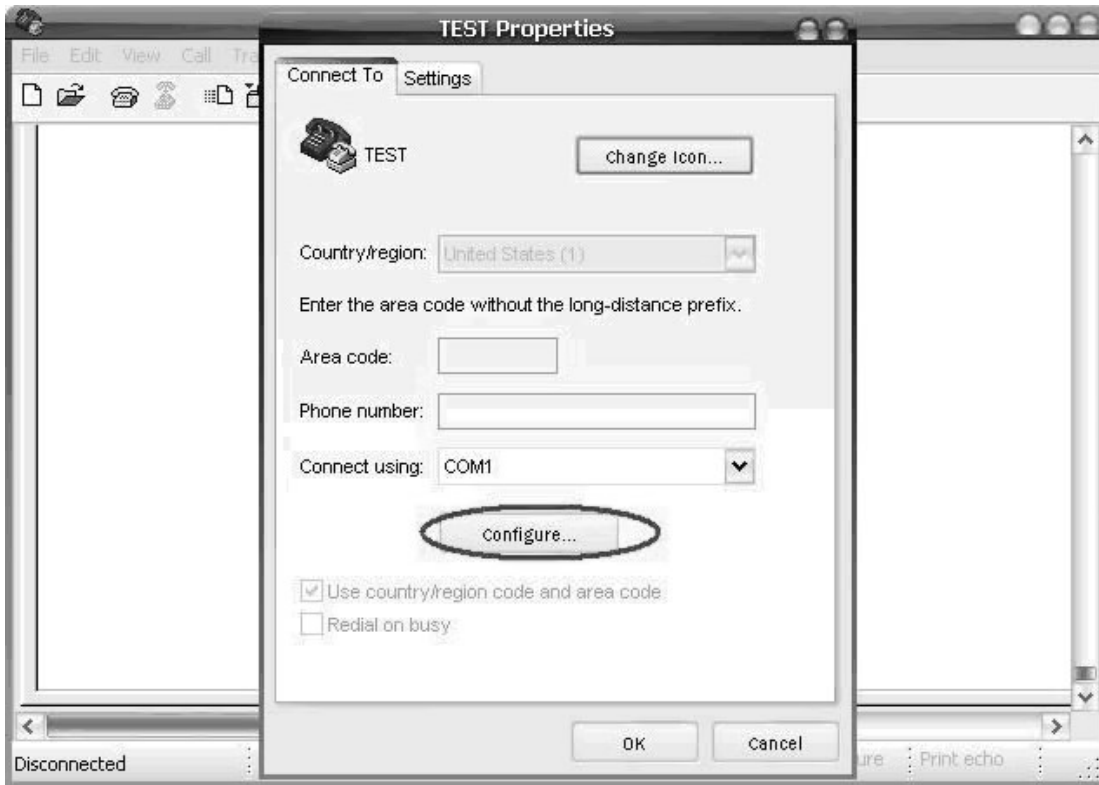 TEST Properties
File Edit View Call
Connect To Settings
TEST
Change Icon...
Country/region: United States (1)
Enter the area code without the long-distance prefix.
Area code:
Phone number:
Connect using: COM1
Configure...
Use country/region code and area code
Redial on busy
OK Cancel
Disconnected Print echo